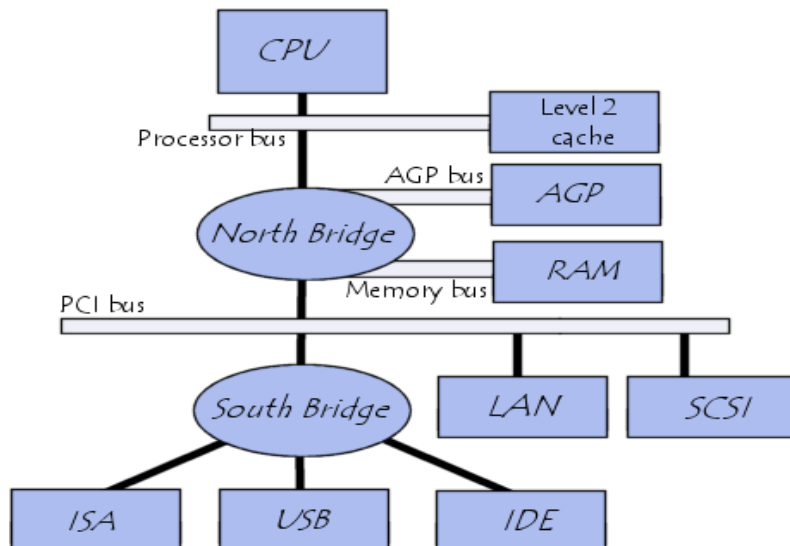 CPU
Level 2
cache
Processor bus
AGP bus
AGP
North Bridge
RAM
Memory bus
PCI bus
South Bridge
LAN
SCSI
ISA
USB
IDE